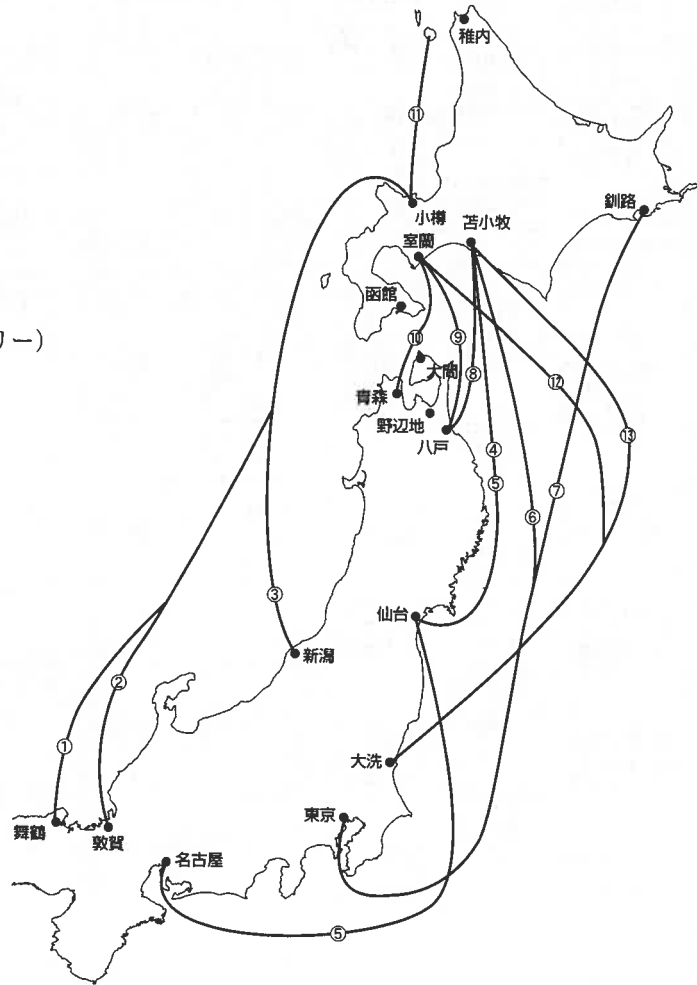 稚内
⑪
釧路
小樽
苫小牧
室蘭
函館
リー)
⑩
⑨
大間
⑧
⑫
青森
野辺地
八戸
⑬
④
⑤
⑦
⑥
③
仙台
新潟
②
①
大洗
東京
舞鶴
敦賀
名古屋
⑤